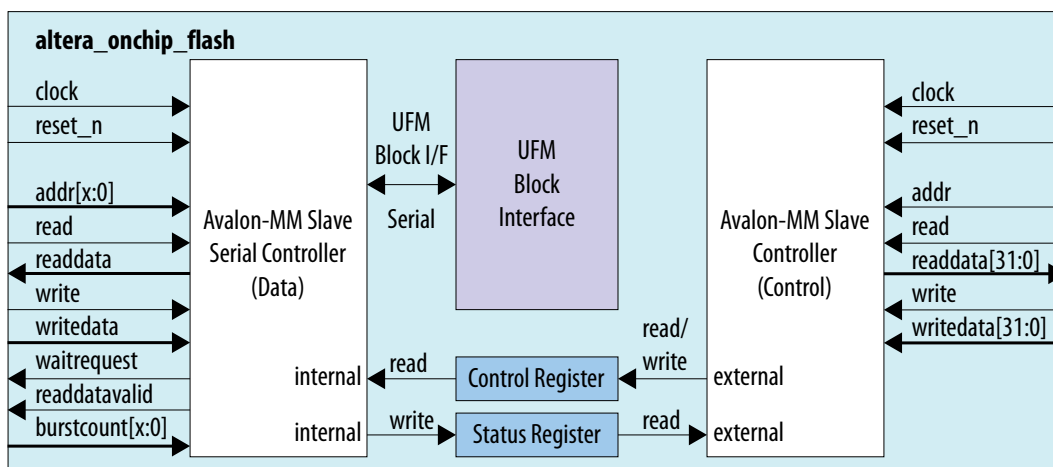 altera_onchip_flash
clock
reset_n
addr[x:0]
read
readdata
write
writedata
waitrequest
readdatavalid
burstcount[x:0]
Avalon-MM Slave
Serial Controller
(Data)
internal
internal
UFM
Block I/F
Serial
UFM
Block
Interface
read
Control Register
read/
write
write
Status Register
read
Avalon-MM Slave
Controller
(Control)
external
external
clock
reset_n
addr
read
readdata[31:0]
write
writedata[31:0]